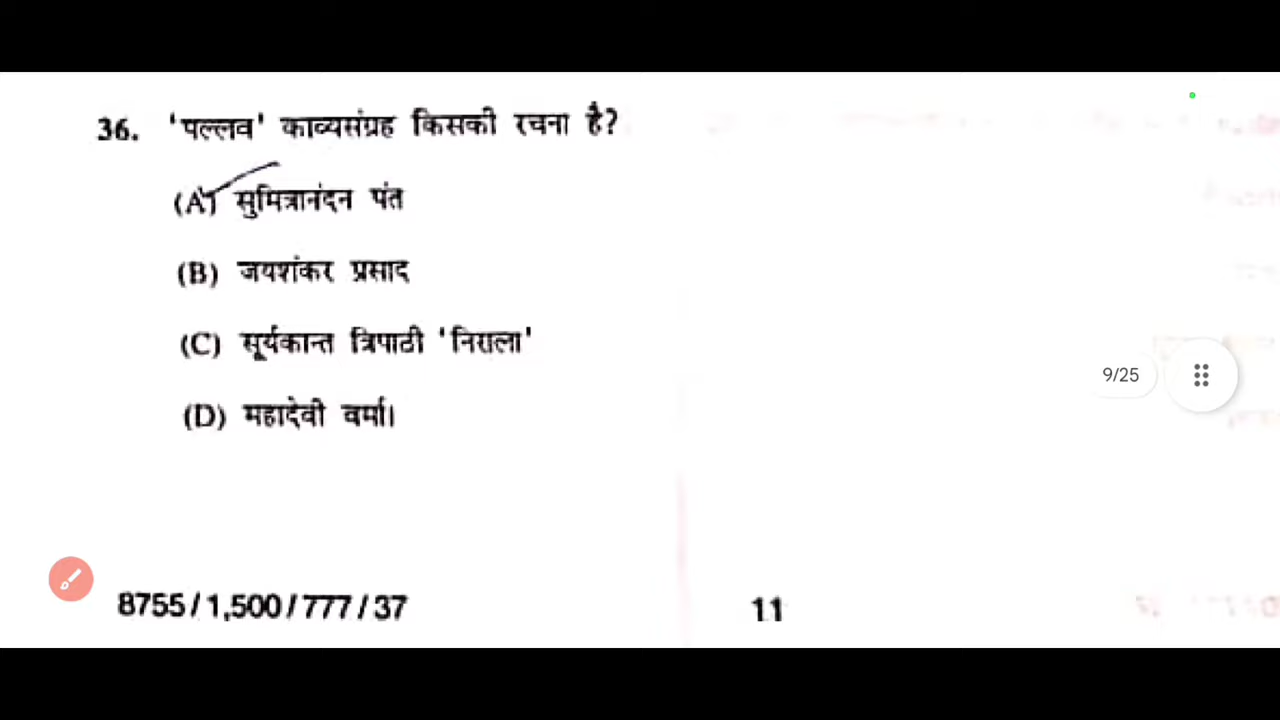 36. 'पल्लव' काव्यसंग्रह किसकी रचना है?
(A) सुमित्रानंदन पंत
(B) जयशंकर प्रसाद
(C) सूर्यकान्त त्रिपाठी 'निराला'
(D) महादेवी वर्मा।
9/25
8755/1,500/777/37
11